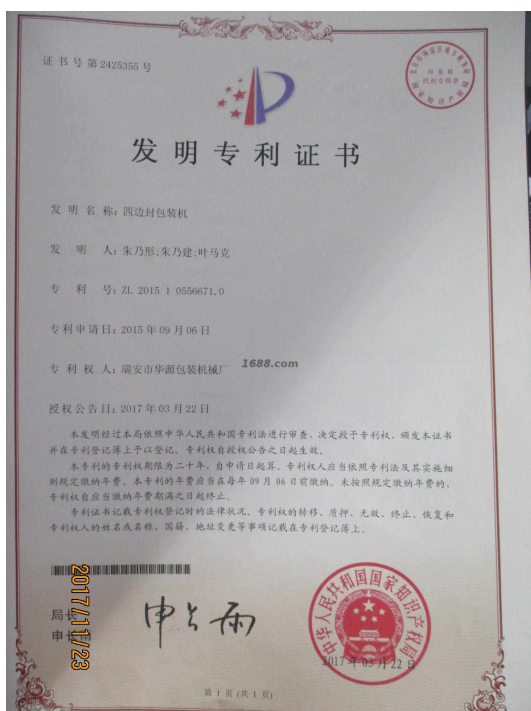 证书号第2425355号
发明专利证书
发明名称:四边封包装机
发明人:朱乃形;朱乃建;叶马克
专利号:ZL 2015 1 0556671.0
专利申请日:2015年09月06日
专利权人:瑞安市华源包装机械厂
1688.com
授权公告日:2017年03月22日
本发明经过本局依照中华人民共和国专利法进行审查,决定授予专利权,颁发本证书
并在专利登记簿上予以登记。专利权自授权公告之日起生效。
本专利的专利权期限为二十年,自申请日起算。专利权人应当依照专利法及其实施细
则规定缴纳年费。本专利的年费应当在每年09月06日前缴纳。未按照规定缴纳年费的,
专利权自应当缴纳年费期满之日起终止。
专利证书记载专利权登记时的法律状况。专利权的转移、质押、无效、终止、恢复和
专利权人的姓名或名称、国籍、地址变更等事项记载在专利登记簿上。
局长
申长雨
中华人民共和国国家知识产权局
2017年03月22日
2017/11/23
第1页(共1页)